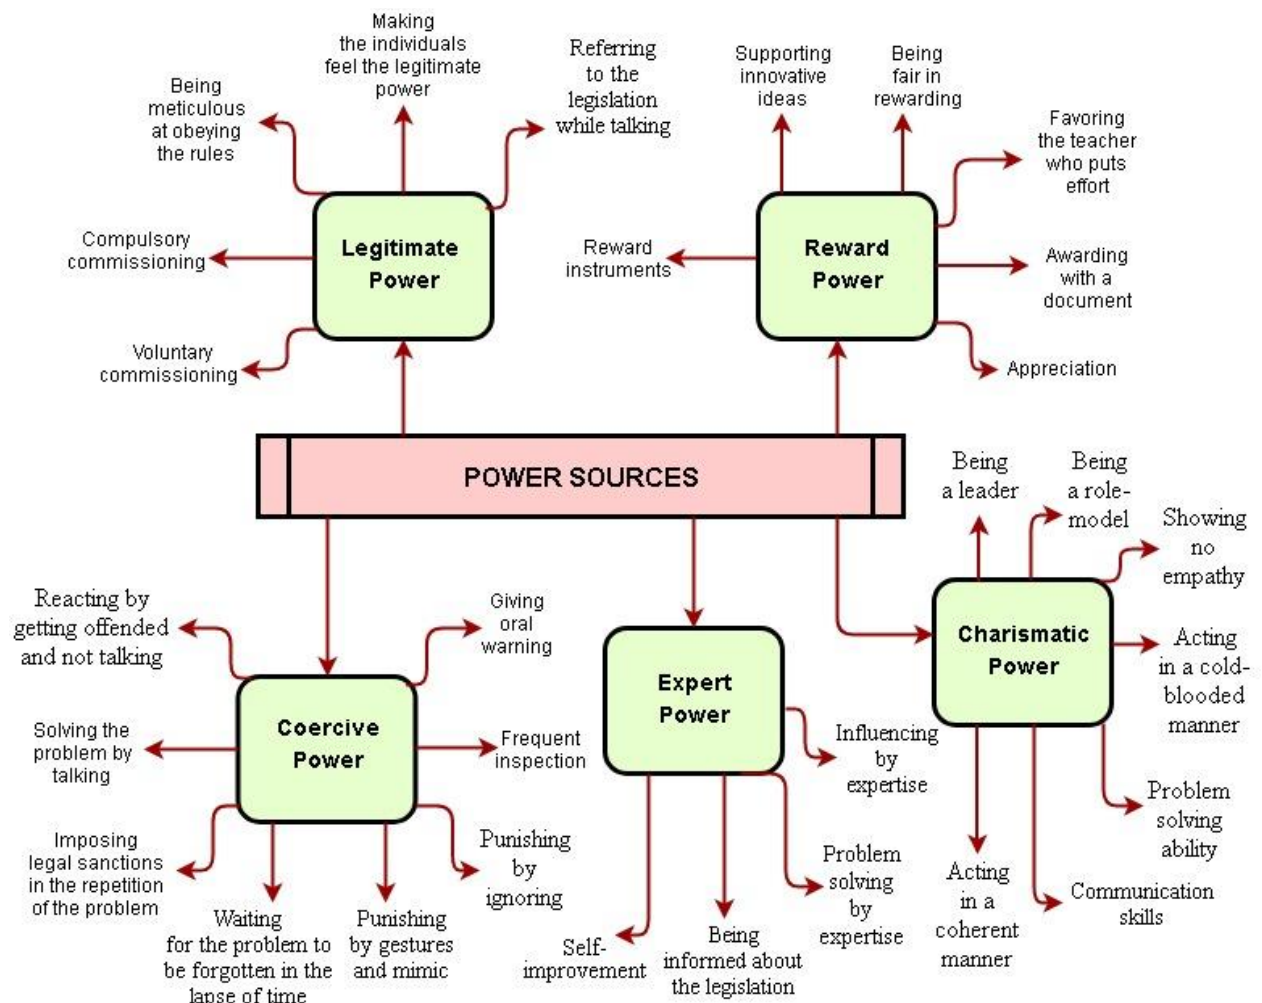 Making
the individuals
feel the legitimate
power
Referring
to the
legislation
while talking
Being
meticulous
at obeying
the rules
Compulsory
commissioning
Voluntary
commissioning
Legitimate
Power
Supporting
innovative
ideas
Being
fair in
rewarding
Favoring
the teacher
who puts
effort
Reward
instruments
Reward
Power
Awarding
with a
document
Appreciation
POWER SOURCES
Being
a leader
Being
a role-
model
Showing
no
empathy
Charismatic
Power
Acting
in a cold-
blooded
manner
Problem
solving
ability
Communication
skills
Acting
in a
coherent
manner
Reacting by
getting offended
and not talking
Giving
oral
warning
Solving the
problem by
talking
Coercive
Power
Frequent
inspection
Imposing
legal sanctions
in the repetition
of the problem
Waiting
for the problem to
be forgotten in the
lapse of time
Punishing
by gestures
and mimic
Punishing
by
ignoring
Expert
Power
Influencing
by
expertise
Problem
solving
by
expertise
Self-
improvement
Being
informed about
the legislation